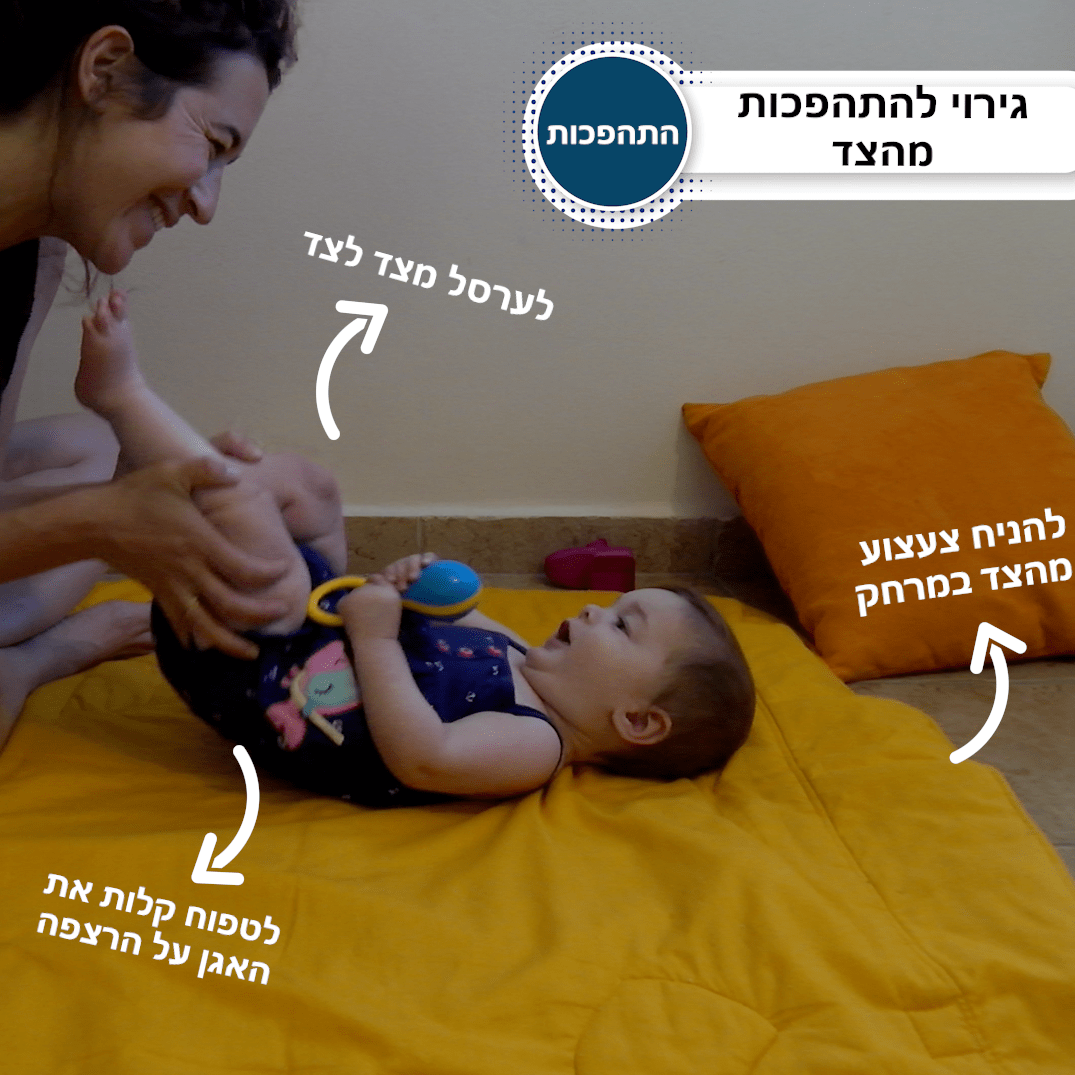 התהפכות
גירוי להתהפכות
מהצד
לערסל מצד לצד
להניח צעצוע
מהצד במרחק
לטפוח קלות את
האגן על הרצפה